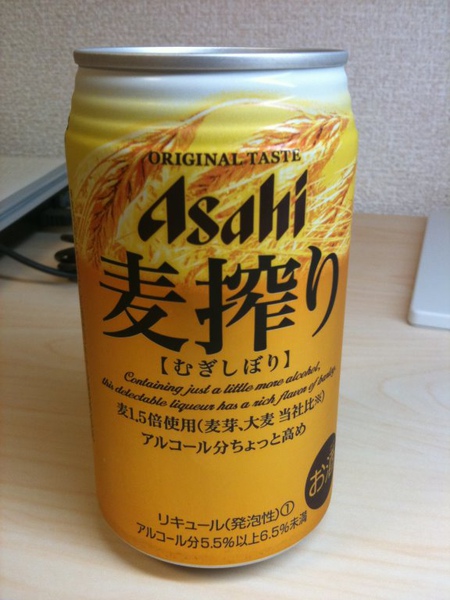 ORIGINAL TASTE
Asahi
麦搾り
【むぎしぼり】
Containing just a little more alcohol,
this delectable liqueur has a rich flavor of barley.
麦1.5倍使用(麦芽、大麦 当社比※)
アルコール分ちょっと高め
お酒
リキュール(発泡性)①
アルコール分5.5%以上6.5%未満